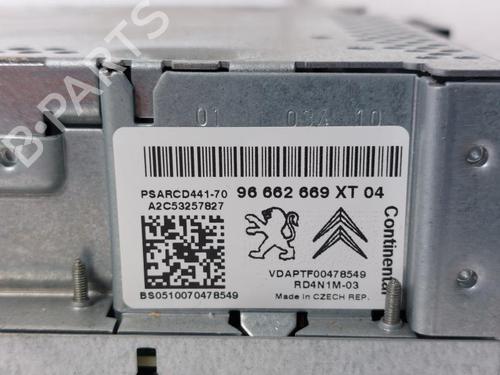 B-PARTS
01 034 10
PSARCD441-70 96 662 669 XT 04
A2C53257827
Continental
VDAPTF00478549
RD4N1M-03
BS0510070478549 Made in CZECH REP.